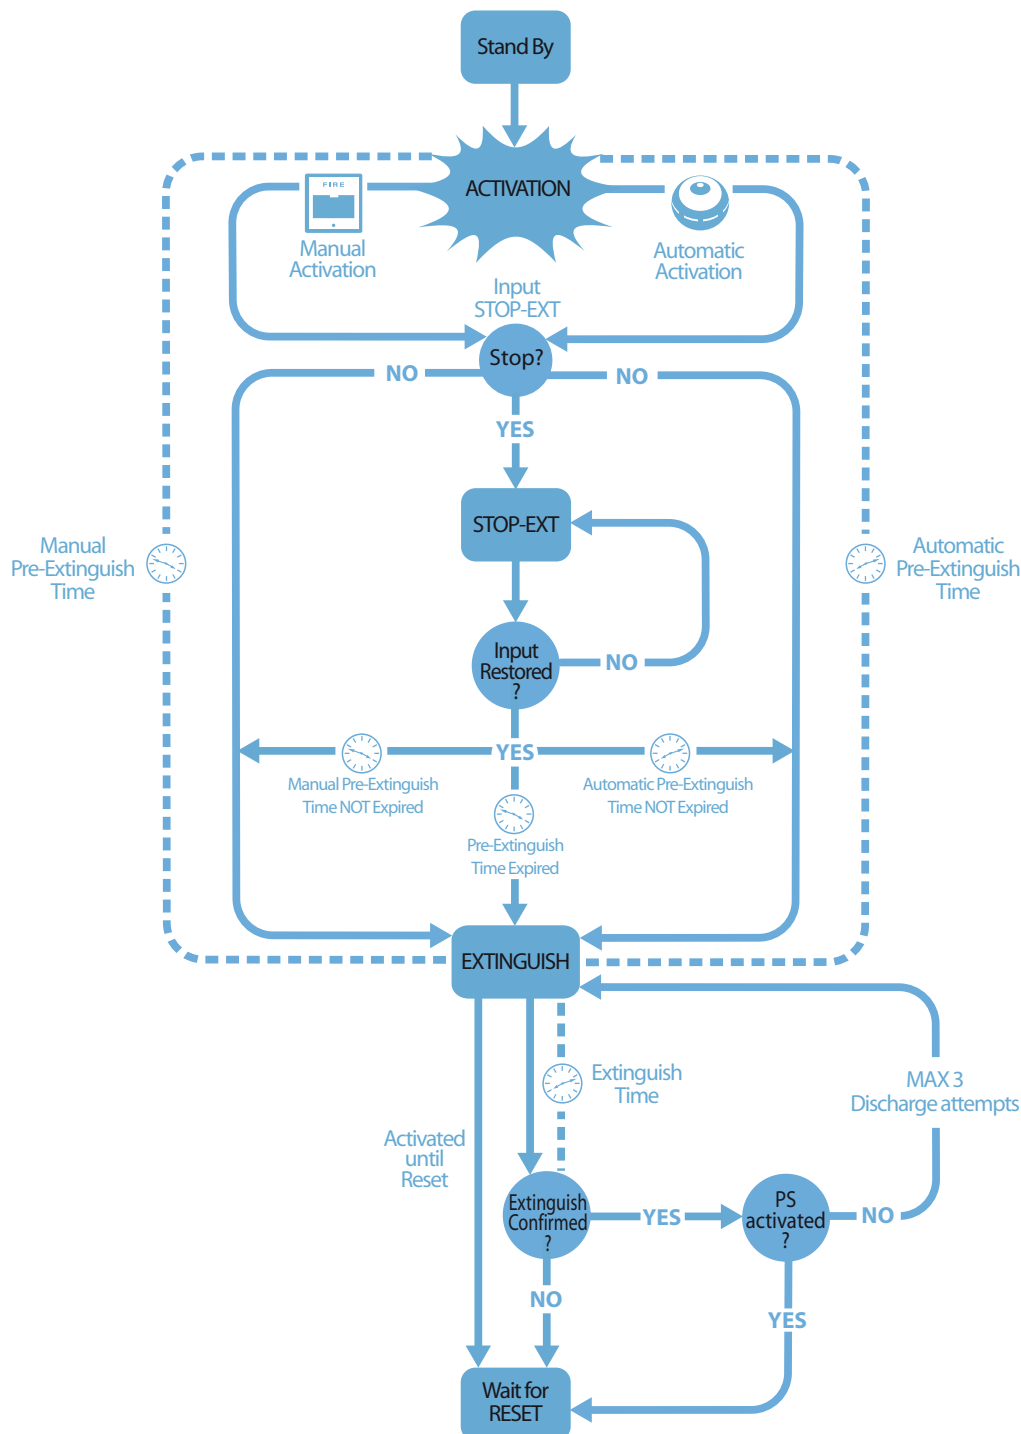 Stand By
ACTIVATION
FIRE
Manual
Activation
Automatic
Activation
Input
STOP-EXT
Stop?
NO
NO
YES
STOP-EXT
Manual
Pre-Extinguish
Time
Automatic
Pre-Extinguish
Time
Input
Restored
?
NO
YES
Manual Pre-Extinguish
Time NOT Expired
Automatic Pre-Extinguish
Time NOT Expired
Pre-Extinguish
Time Expired
EXTINGUISH
Extinguish
Time
MAX 3
Discharge attempts
Activated
until
Reset
Extinguish
Confirmed
?
YES
PS
activated
?
NO
NO
YES
Wait for
RESET